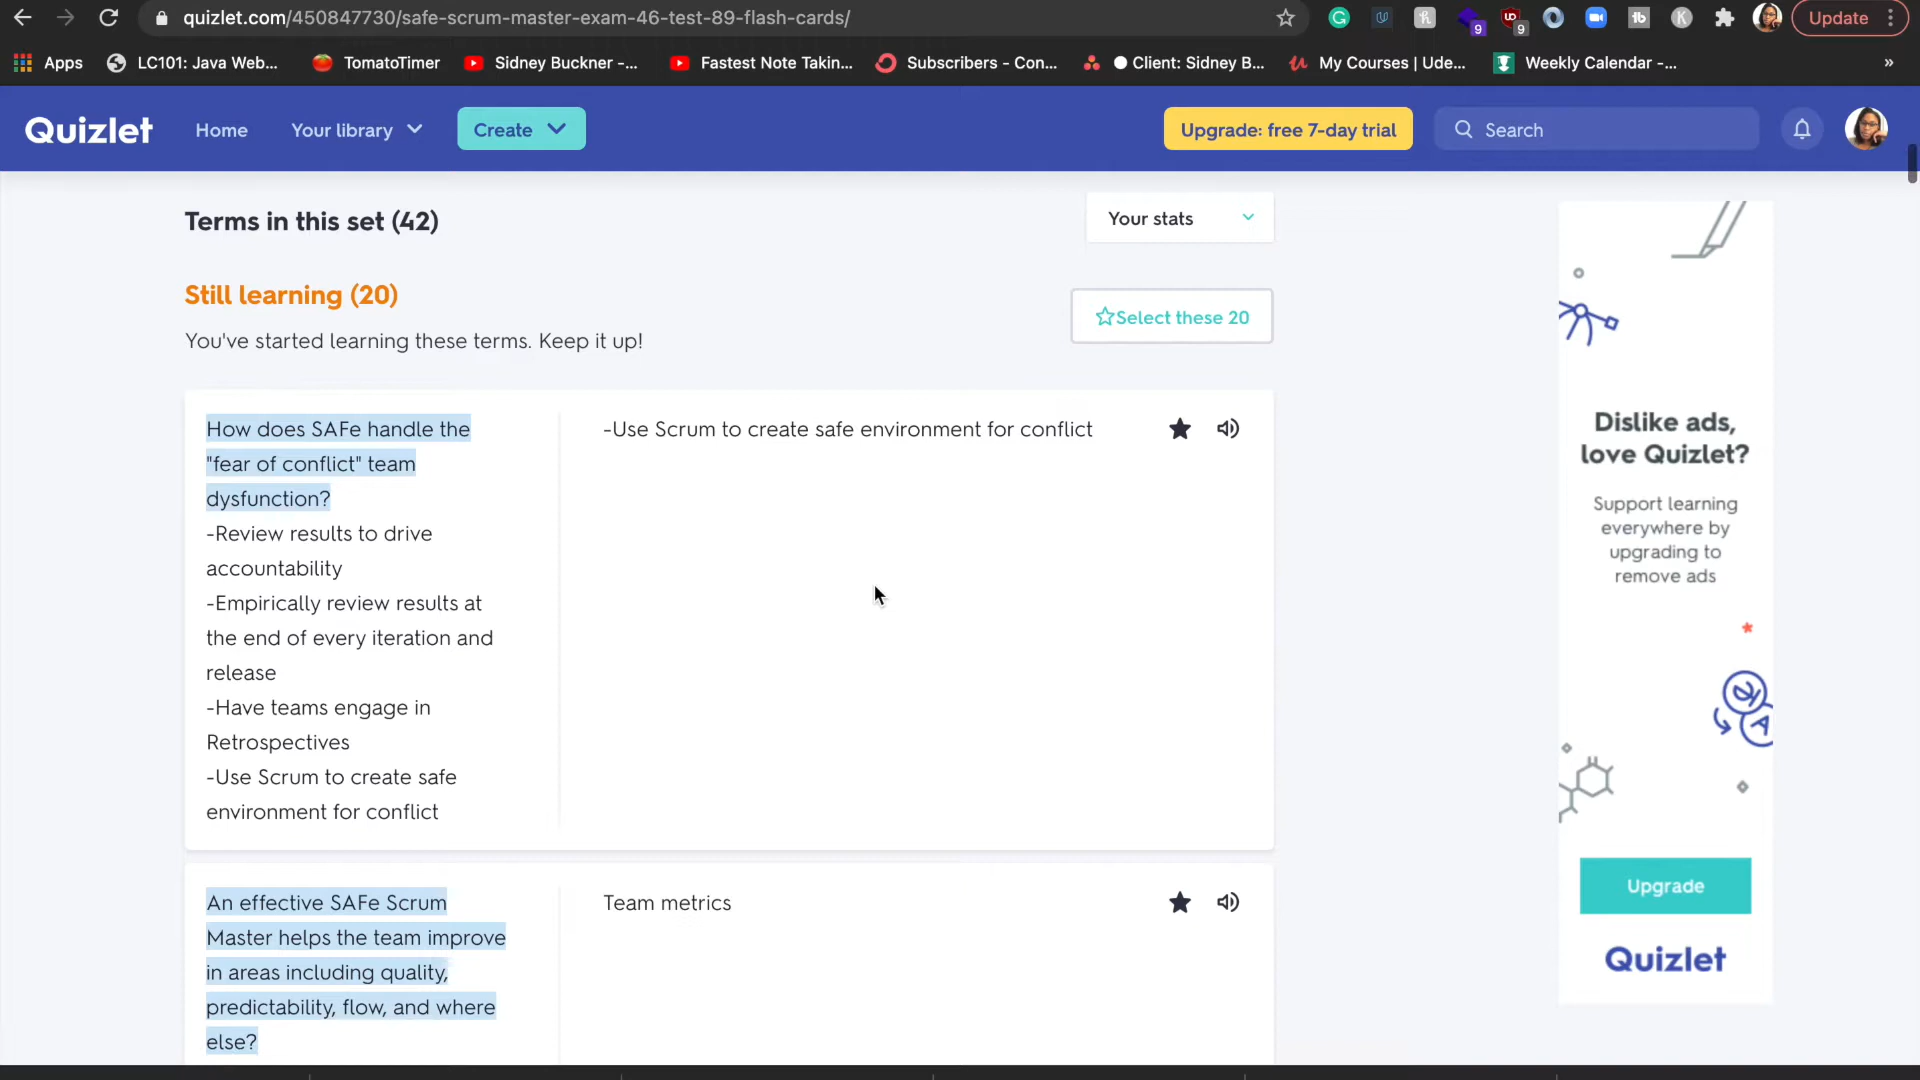 quizlet.com/450847730/safe-scrum-master-exam-46-test-89-flash-cards/
9
9
Update
Apps
LC101: Java Web...
TomatoTimer
Sidney Buckner -...
Fastest Note Takin...
Subscribers - Con...
Client: Sidney B...
My Courses | Ude...
Weekly Calendar -...
»
Quizlet
Home
Your library
Create
Upgrade: free 7-day trial
Search
Terms in this set (42)
Your stats
Still learning (20)
Select these 20
You've started learning these terms. Keep it up!
How does SAFe handle the
"fear of conflict" team
dysfunction?
-Review results to drive
accountability
-Empirically review results at
the end of every iteration and
release
-Have teams engage in
Retrospectives
-Use Scrum to create safe
environment for conflict
-Use Scrum to create safe environment for conflict
An effective SAFe Scrum
Master helps the team improve
in areas including quality,
predictability, flow, and where
else?
Team metrics
Dislike ads,
love Quizlet?
Support learning
everywhere by
upgrading to
remove ads
Upgrade
Quizlet